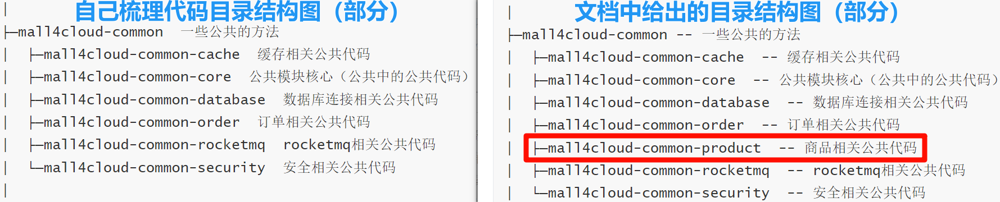 自己梳理代码目录结构图（部分）
|
├─mall4cloud-common  一些公共的方法
|  ├─mall4cloud-common-cache  缓存相关公共代码
|  ├─mall4cloud-common-core  公共模块核心（公共中的公共代码）
|  ├─mall4cloud-common-database  数据库连接相关公共代码
|  ├─mall4cloud-common-order  订单相关公共代码
|  ├─mall4cloud-common-rocketmq  rocketmq相关公共代码
|  └─mall4cloud-common-security  安全相关公共代码
|
文档中给出的目录结构图（部分）
|
├─mall4cloud-common -- 一些公共的方法
|  ├─mall4cloud-common-cache  -- 缓存相关公共代码
|  ├─mall4cloud-common-core  -- 公共模块核心（公共中的公共代码）
|  ├─mall4cloud-common-database  -- 数据库连接相关公共代码
|  ├─mall4cloud-common-order  -- 订单相关公共代码
|  ├─mall4cloud-common-product  -- 商品相关公共代码
|  ├─mall4cloud-common-rocketmq  -- rocketmq相关公共代码
|  └─mall4cloud-common-security  -- 安全相关公共代码